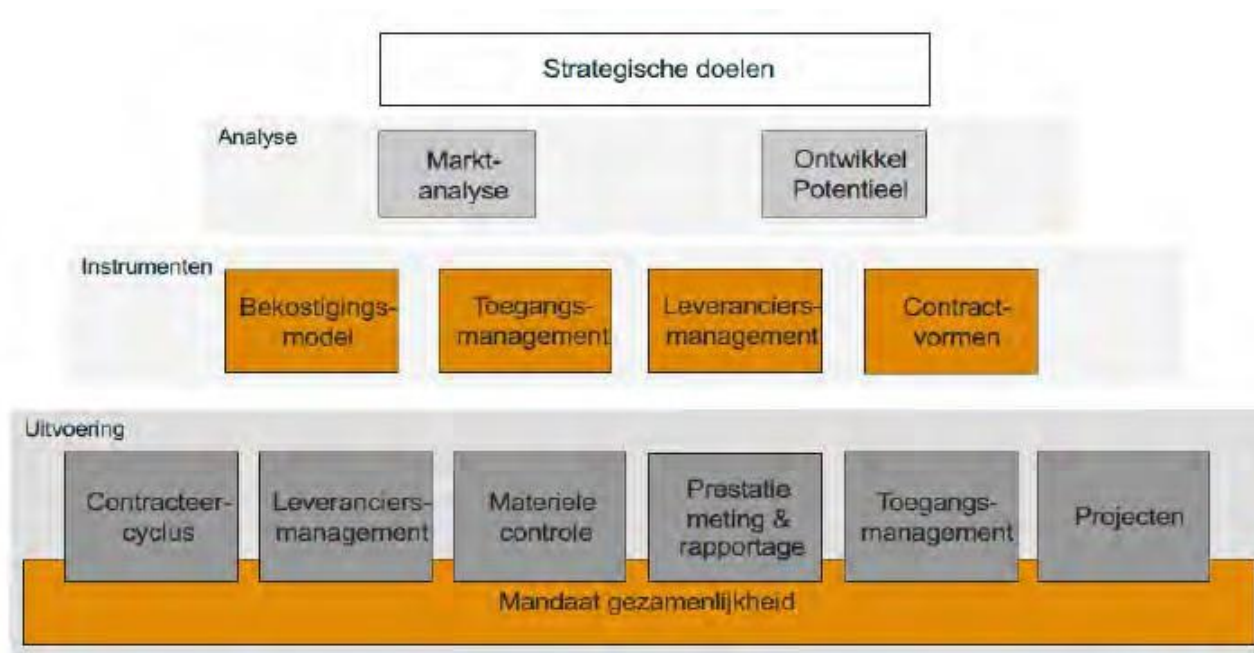 Strategische doelen
Analyse
Markt-
analyse
Ontwikkel
Potentieel
Instrumenten
Bekostigings-
model
Toegangs-
management
Leveranciers-
management
Contract-
vormen
Uitvoering
Contracteer-
cyclus
Leveranciers-
management
Materiele
controle
Prestatie
meting &
rapportage
Toegangs-
management
Projecten
Mandaat gezamenlijkheid